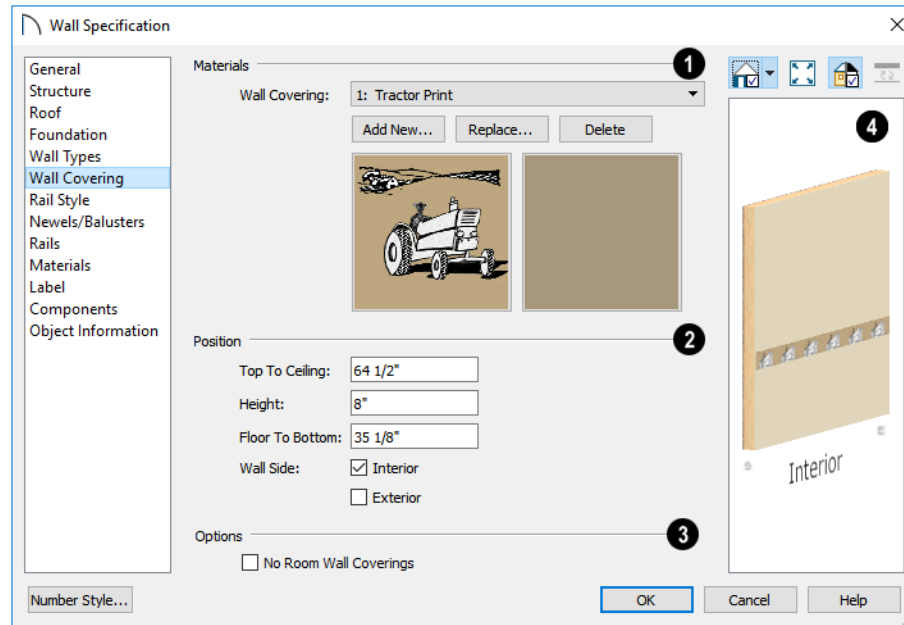 Wall Specification
General
Structure
Roof
Foundation
Wall Types
Wall Covering
Rail Style
Newels/Balusters
Rails
Materials
Label
Components
Object Information
Materials
1
Wall Covering: 1: Tractor Print
Add New... Replace... Delete
Position
2
Top To Ceiling: 64 1/2"
Height: 8"
Floor To Bottom: 35 1/8"
Wall Side: Interior
Exterior
Options
3
No Room Wall Coverings
4
Interior
Number Style... OK Cancel Help